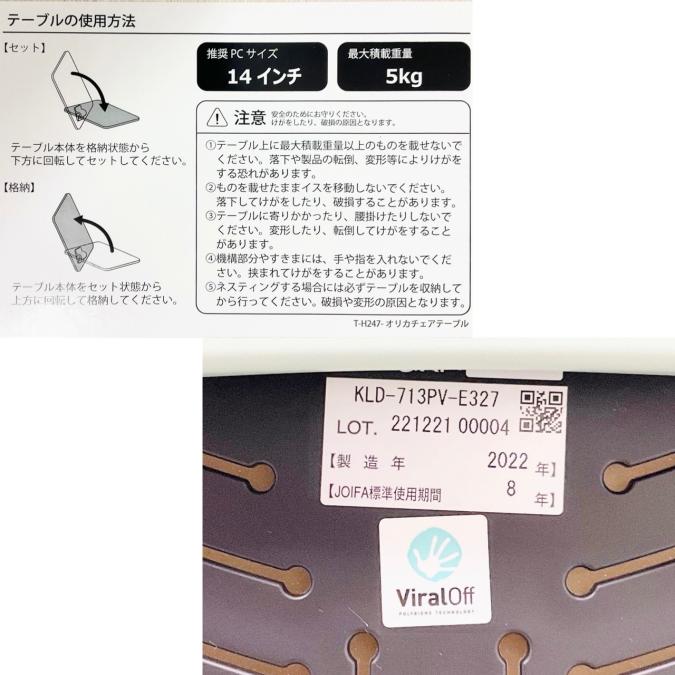 テーブルの使用方法
【セット】
テーブル本体を格納状態から
下方に回転してセットしてください。
【格納】
テーブル本体をセット状態から
上方に回転して格納してください。
推奨 PC サイズ
14 インチ
最大積載重量
5kg
注意 安全のためにお守りください。
けがをしたり、破損の原因となります。
①テーブル上に最大積載重量以上のものを載せないで
ください。落下や製品の転倒、変形等によりけがを
する恐れがあります。
②ものを載せたままイスを移動しないでください。
落下してけがをしたり、破損することがあります。
③テーブルに寄りかかったり、腰掛けたりしないで
ください。変形したり、転倒してけがをすること
があります。
④機構部分やすきまには、手や指を入れないでくだ
さい。挟まれてけがをすることがあります。
⑤ネスティングする場合には必ずテーブルを収納して
から行ってください。破損や変形の原因となります。
T-H247- オリカチェアテーブル
KLD-713PV-E327
LOT. 221221 00004
【製 造 年 2022 年】
【JOIFA標準使用期間 8 年】
ViralOff
POLYGIENE TECHNOLOGY